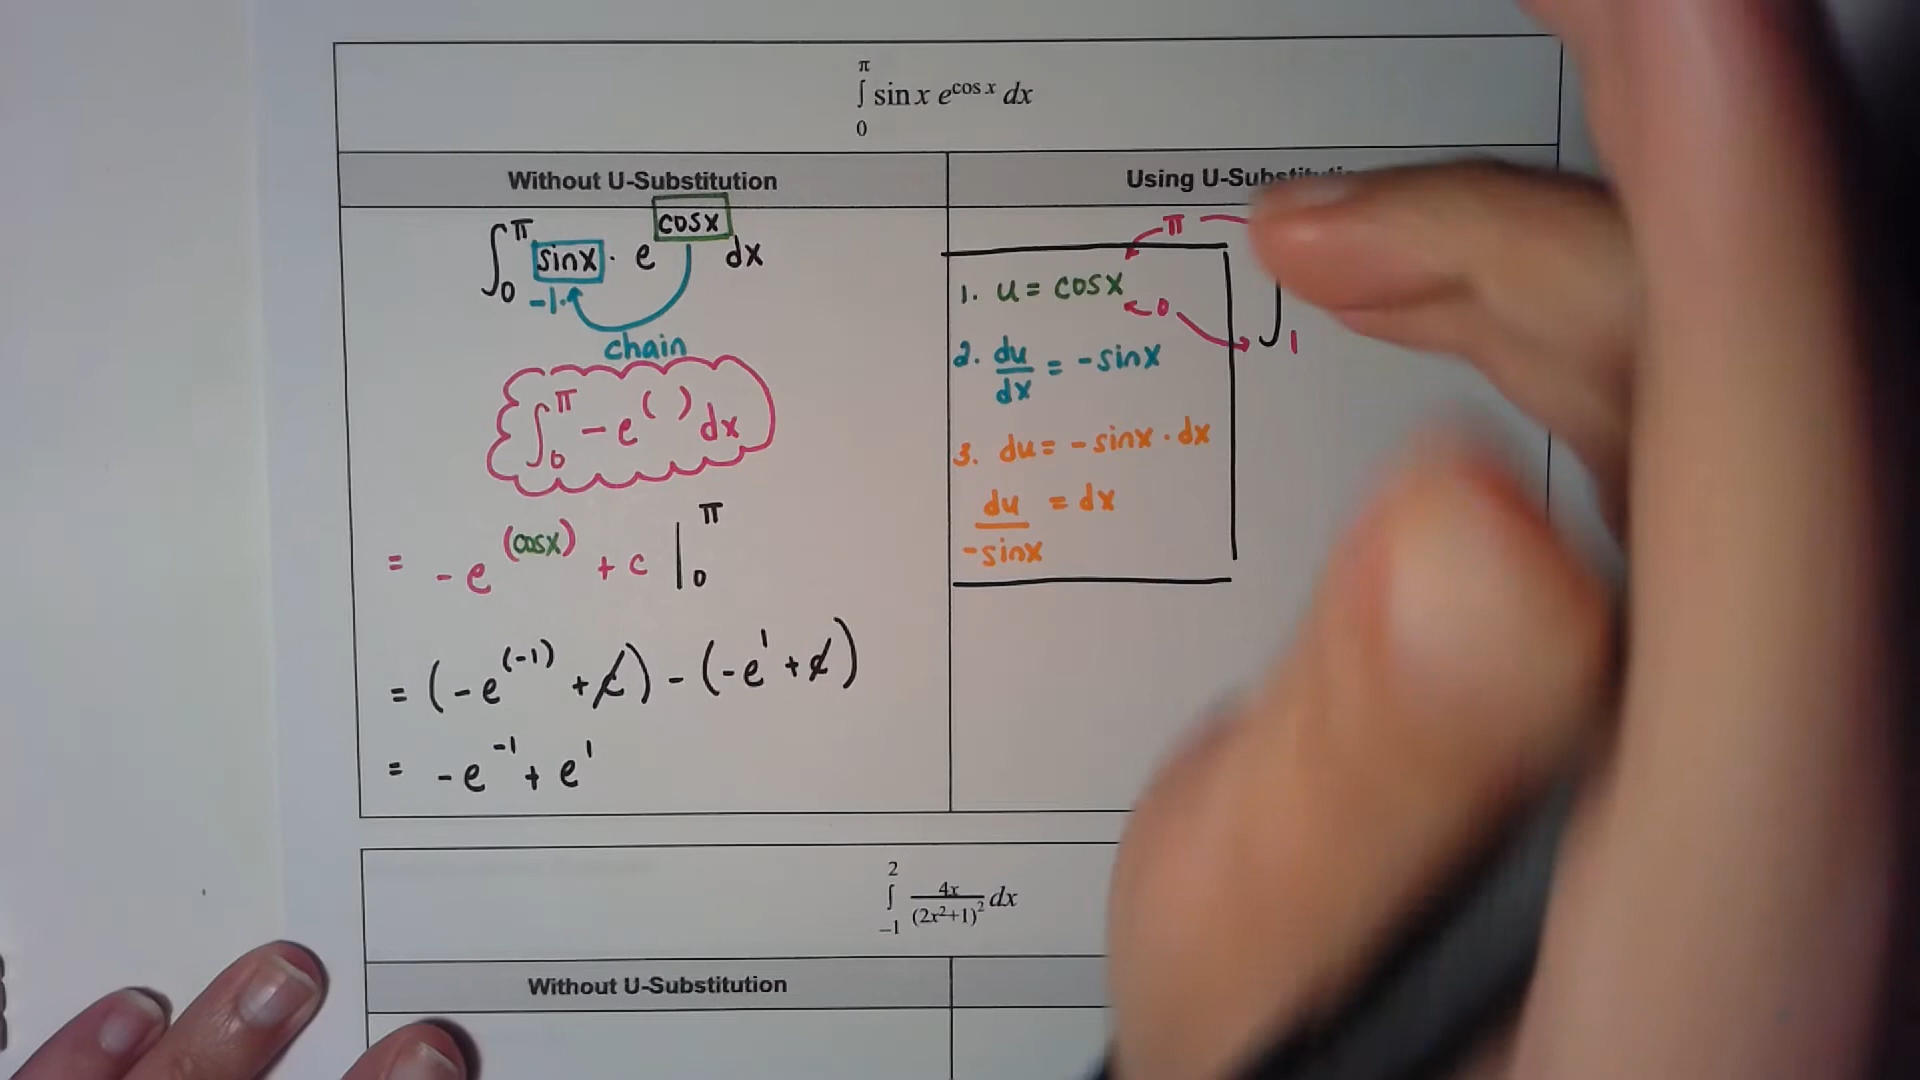 π
∫ sin x e^cos x dx
0
Without U-Substitution
Using U-Substitution
∫₀^π sinx · e^cosx dx
-1·
chain
∫₀^π -e^( ) dx
= -e^(cosx) + c |₀^π
= (-e^(-1) + c) - (-e^1 + c)
= -e^-1 + e^1
π
1. u = cosx
0
∫ 1
2. du/dx = -sinx
3. du = -sinx · dx
du/-sinx = dx
2
∫ 4x/(2x²+1)² dx
-1
Without U-Substitution